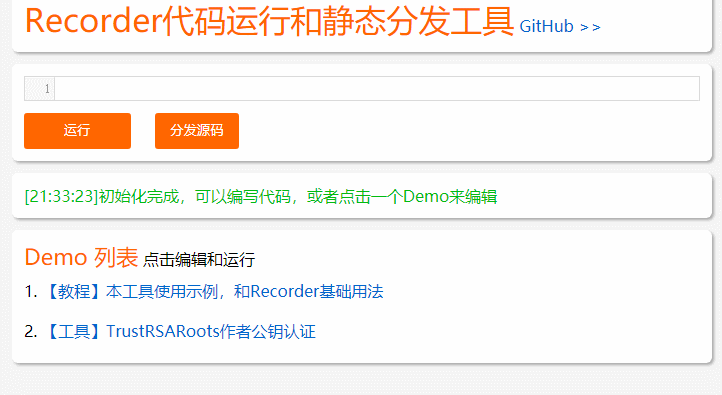 Recorder代码运行和静态分发工具 GitHub >>
1
运行 分发源码
[21:33:23]初始化完成，可以编写代码，或者点击一个Demo来编辑
Demo 列表 点击编辑和运行
1. 【教程】本工具使用示例，和Recorder基础用法
2. 【工具】TrustRSARoots作者公钥认证